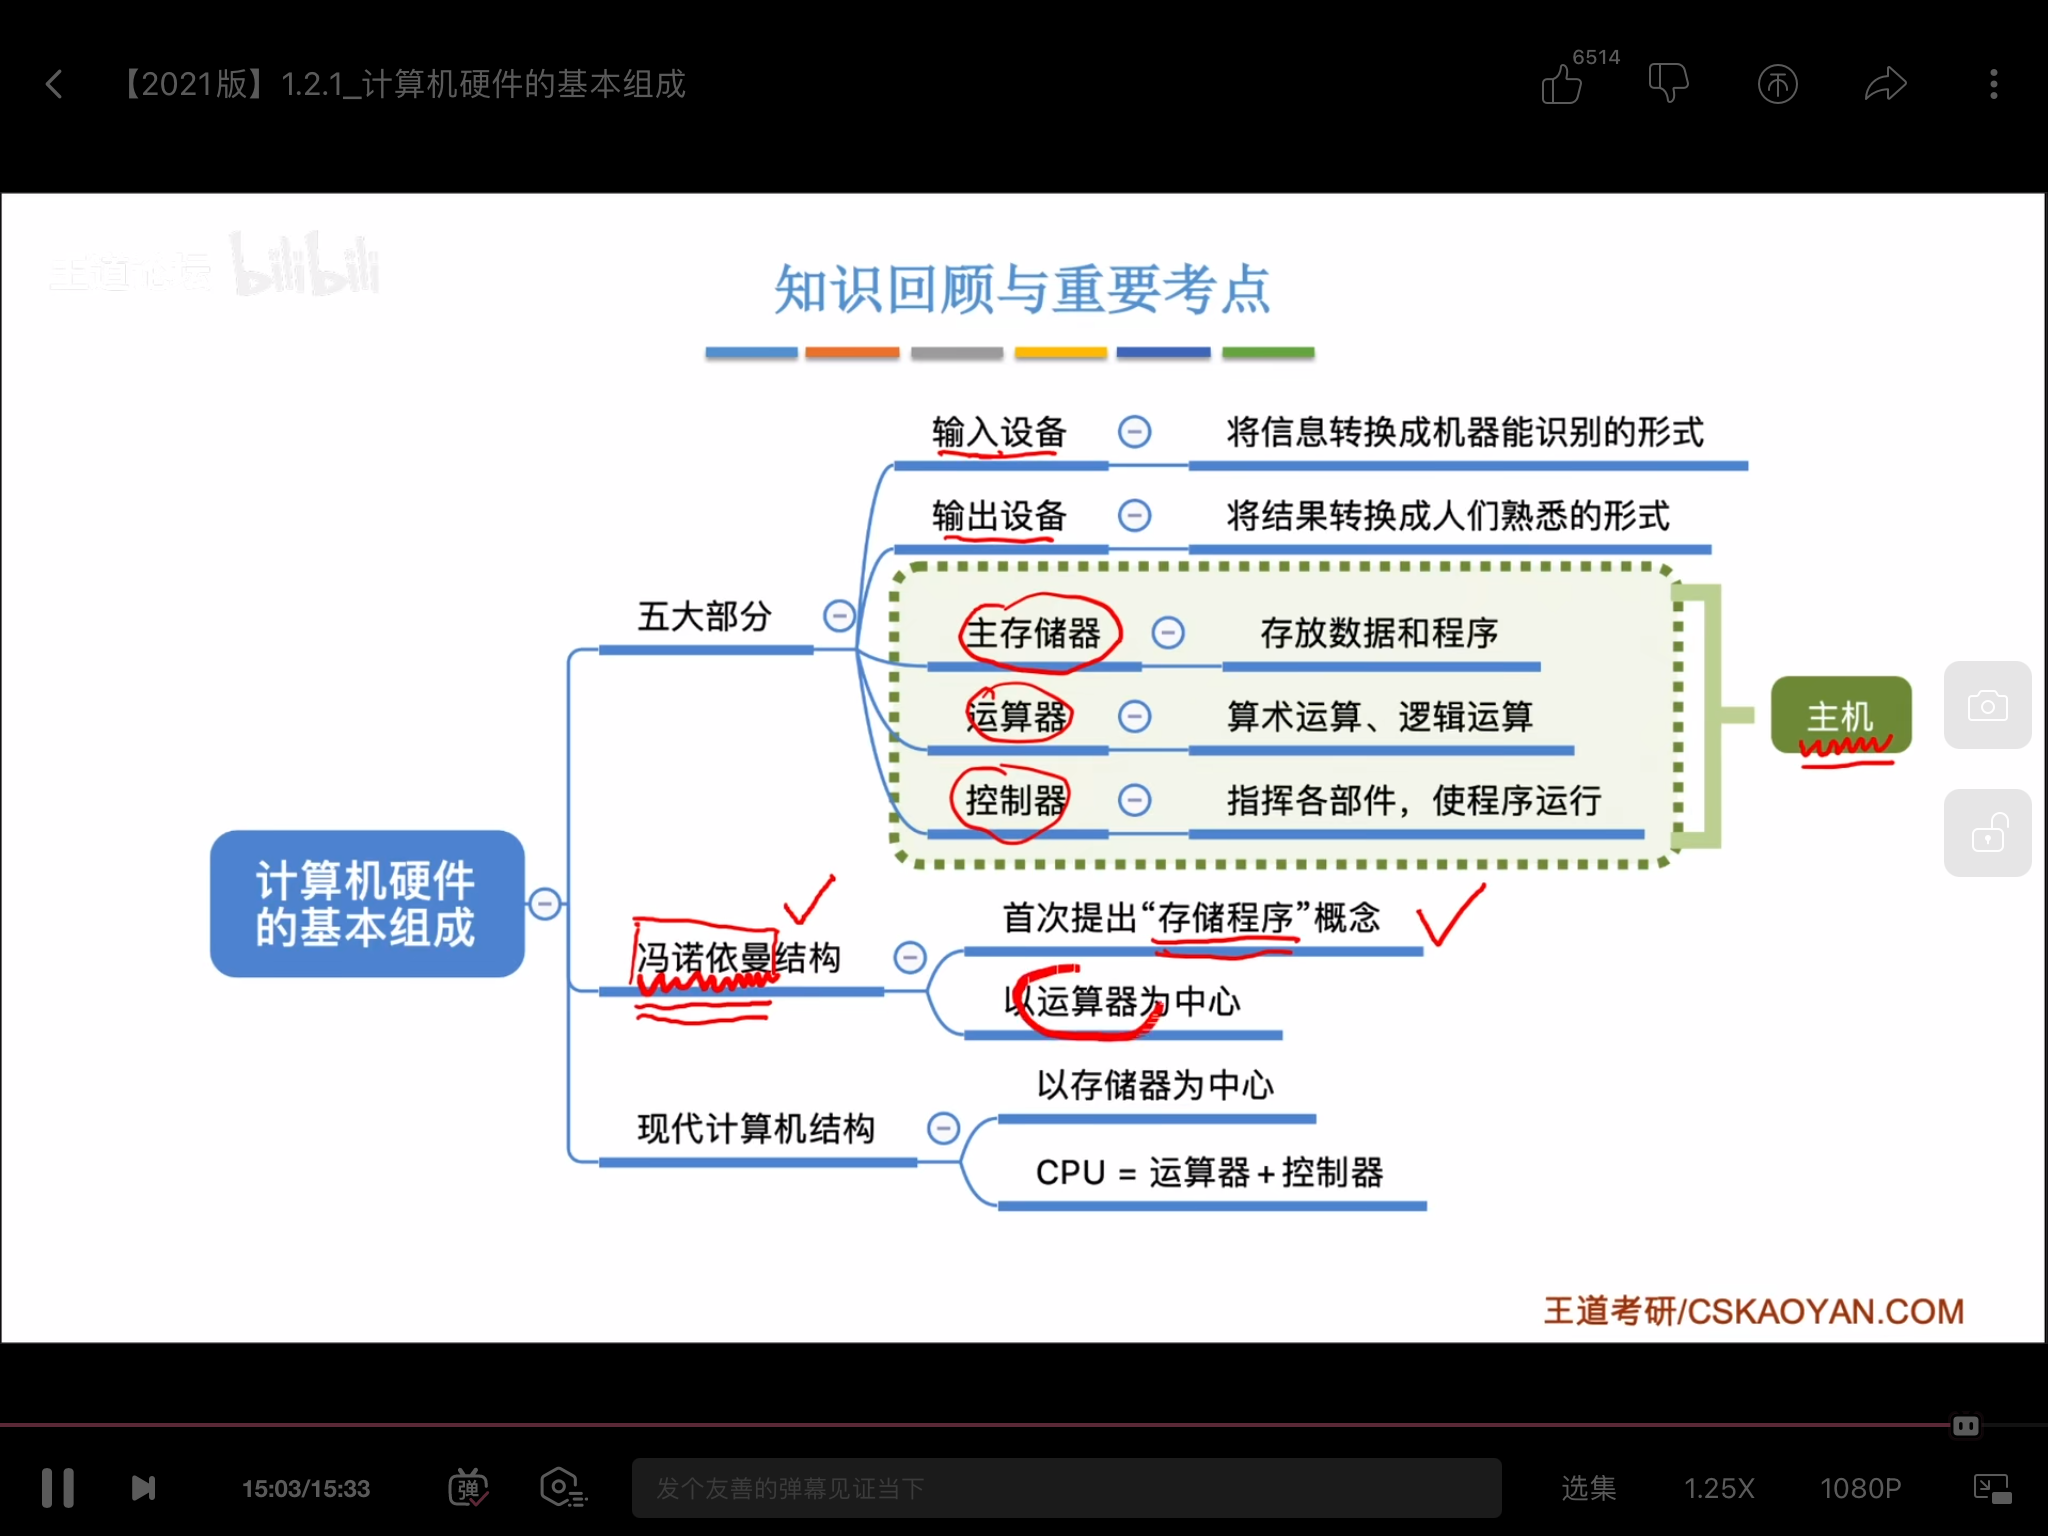 【2021版】1.2.1_计算机硬件的基本组成
6514
bilibili
知识回顾与重要考点
输入设备
将信息转换成机器能识别的形式
输出设备
将结果转换成人们熟悉的形式
五大部分
主存储器
存放数据和程序
运算器
算术运算、逻辑运算
主机
控制器
指挥各部件，使程序运行
计算机硬件
的基本组成
冯诺依曼结构
首次提出“存储程序”概念
以运算器为中心
现代计算机结构
以存储器为中心
CPU = 运算器+控制器
王道考研/CSKAOYAN.COM
15:03/15:33
弹
发个友善的弹幕见证当下
选集
1.25X
1080P